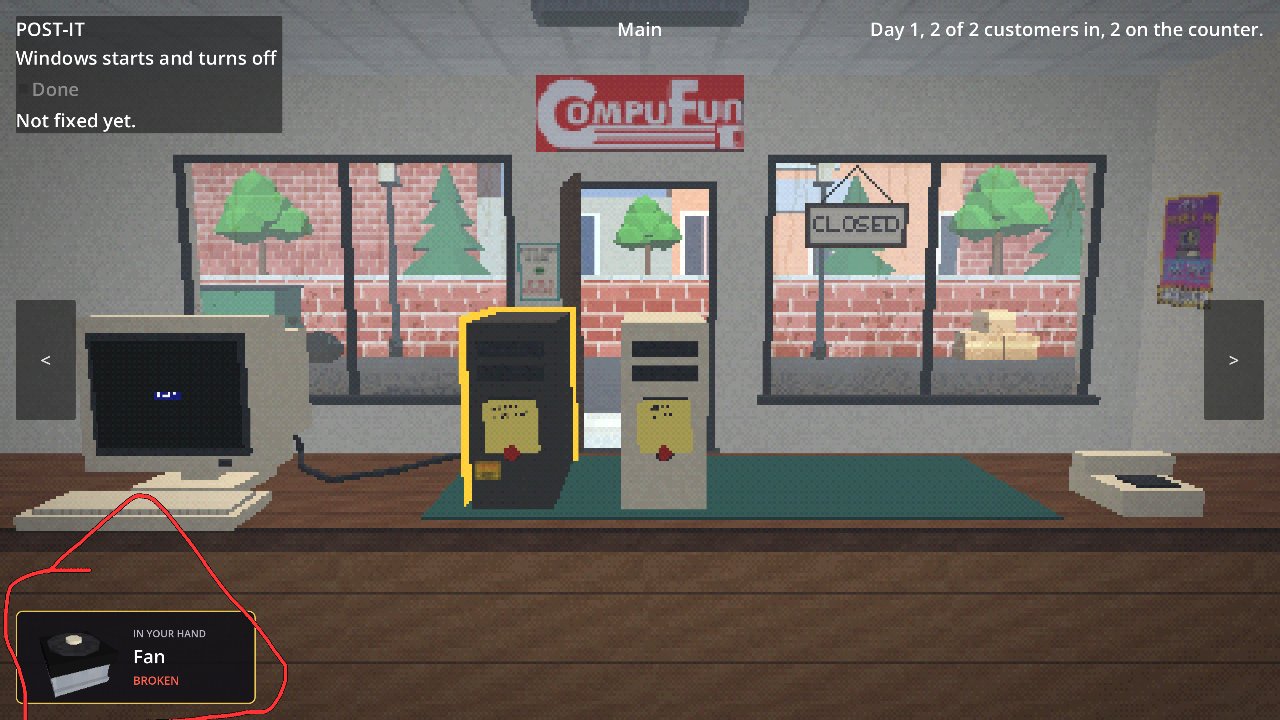 POST-IT
Windows starts and turns off
Done
Not fixed yet.
Main
Day 1, 2 of 2 customers in, 2 on the counter.
COMPUFUN
CLOSED
<
>
IN YOUR HAND
Fan
BROKEN